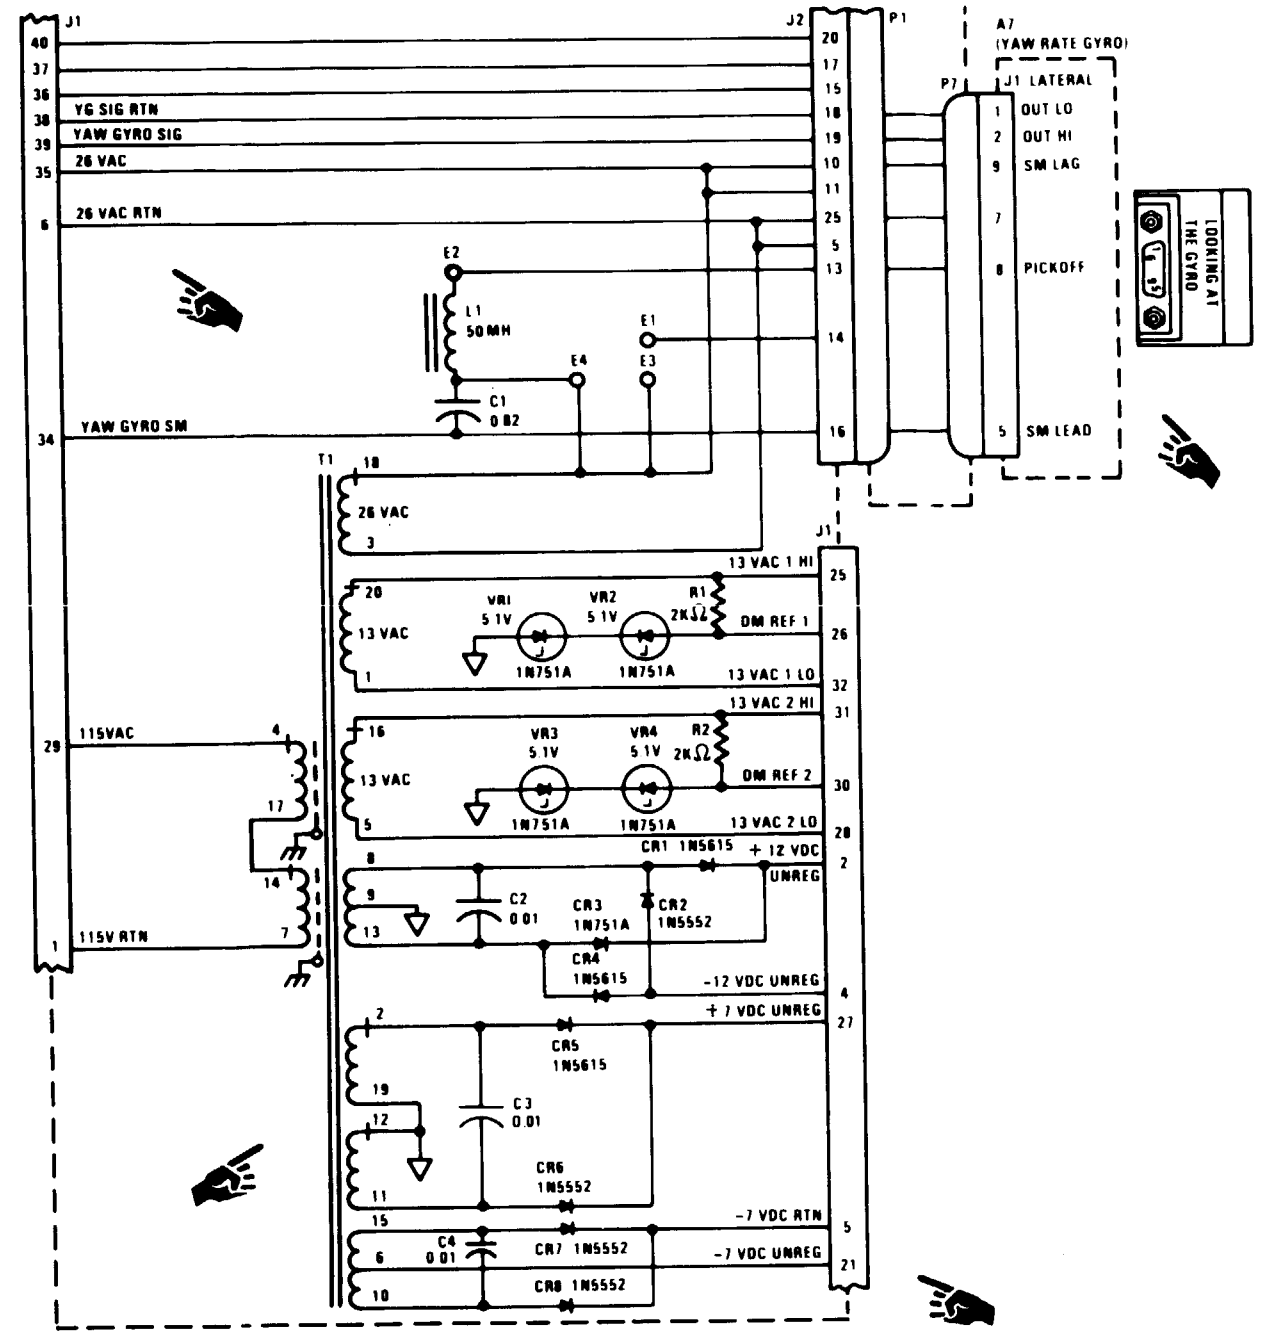 J1
J2
P1
A7
(YAW RATE GYRO)
40
20
37
17
36
15
P7
J1 LATERAL
YG SIG RTN
38
18
1
OUT LO
YAW GYRO SIG
39
19
2
OUT HI
26 VAC
35
10
9
SM LAG
11
26 VAC RTN
6
25
7
5
E2
13
8
PICKOFF
LOOKING AT
THE GYRO
L1
50 MH
E1
14
E4
E3
C1
0 82
YAW GYRO SM
34
16
5
SM LEAD
T1
18
26 VAC
3
J1
13 VAC 1 HI
25
20
VR1
5.1V
VR2
5 1V
R1
2KΩ
13 VAC
DM REF 1
26
1N751A
1N751A
1
13 VAC 1 LO
32
13 VAC 2 HI
31
115VAC
29
4
16
VR3
5.1V
VR4
5.1V
R2
2KΩ
13 VAC
DM REF 2
30
17
1N751A
1N751A
5
13 VAC 2 LO
28
CR1 1N5615
+ 12 VDC
UNREG
2
8
14
9
C2
0 01
CR3
1N751A
CR2
1N5552
7
13
115V RTN
1
CR4
1N5615
-12 VDC UNREG
4
+ 7 VDC UNREG
27
2
CR5
1N5615
19
C3
0.01
12
CR6
1N5552
11
15
-7 VDC RTN
5
C4
0 01
CR7 1N5552
6
-7 VDC UNREG
21
CR8 1N5552
10